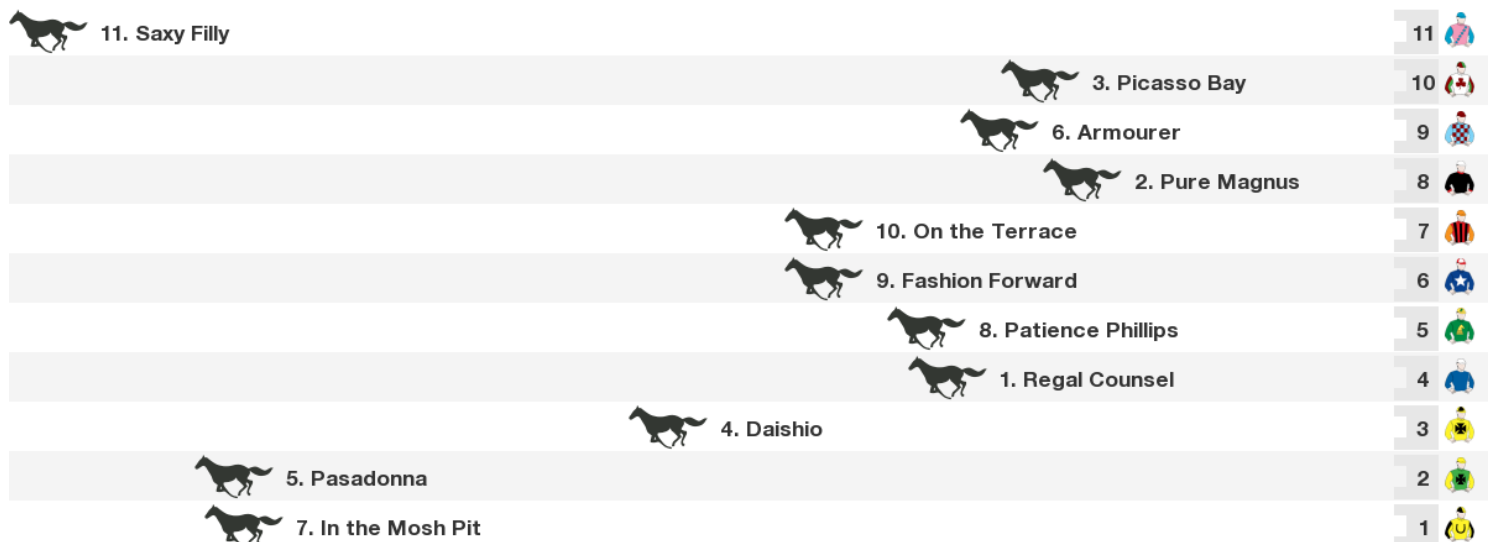 11. Saxy Filly 11
3. Picasso Bay 10
6. Armourer 9
2. Pure Magnus 8
10. On the Terrace 7
9. Fashion Forward 6
8. Patience Phillips 5
1. Regal Counsel 4
4. Daishio 3
5. Pasadonna 2
7. In the Mosh Pit 1